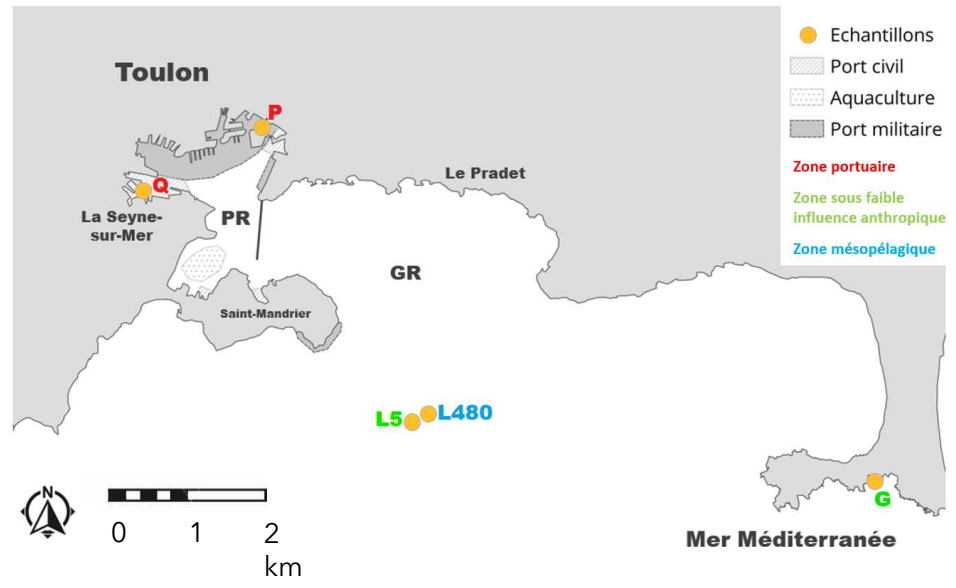 Toulon
P
Q
La Seyne-
sur-Mer
PR
Le Pradet
GR
Saint-Mandrier
L5
L480
G
Mer Méditerranée
N
0 1 2
km
Echantillons
Port civil
Aquaculture
Port militaire
Zone portuaire
Zone sous faible
influence anthropique
Zone mésopélagique